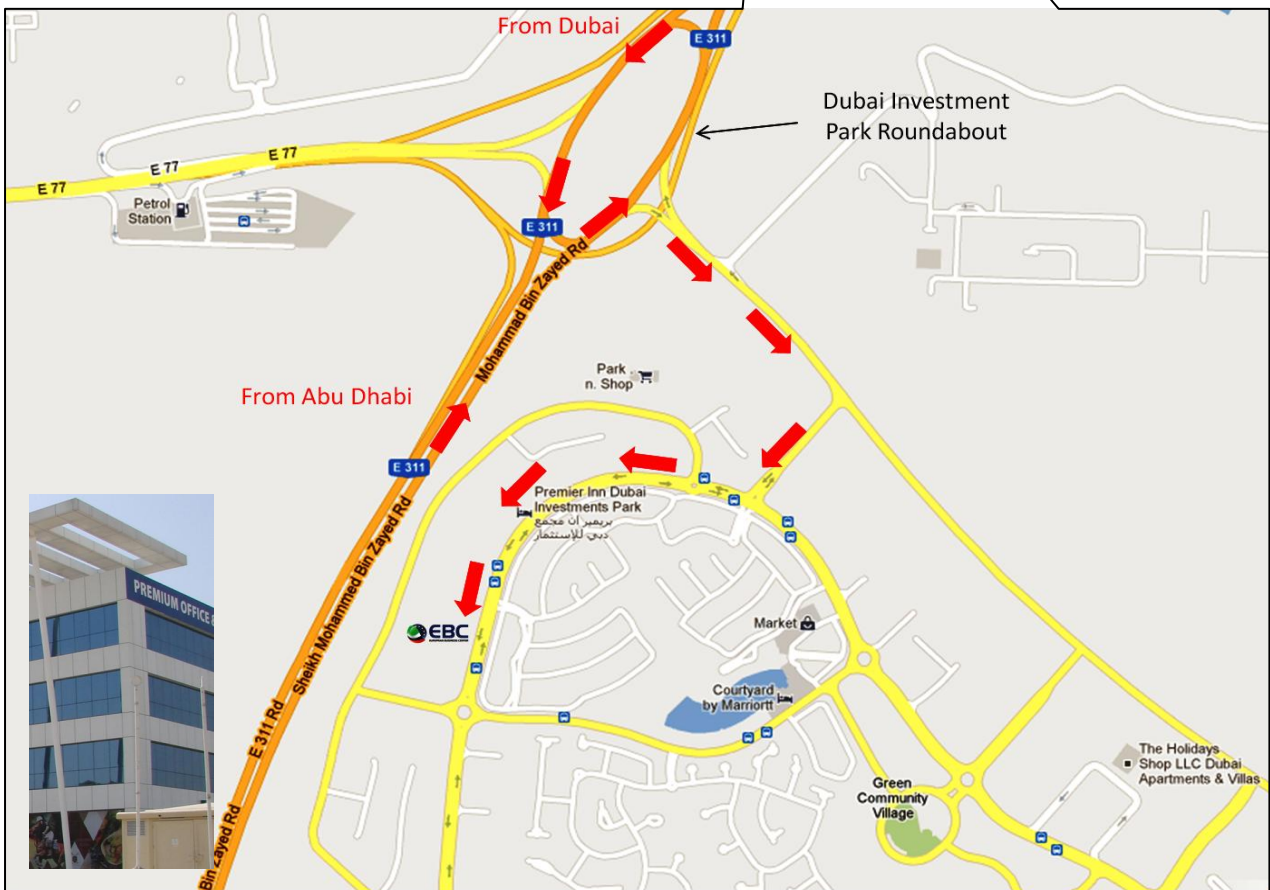 From Dubai
E 311
Dubai Investment
Park Roundabout
E 77
E 77
E 77
Petrol
Station
E 311
Mohammad Bin Zayed Rd
Park
n. Shop
From Abu Dhabi
E 311
Premier Inn Dubai
Investments Park
بريمير ان مجمع
دبي للإستثمار
Sheikh Mohammed Bin Zayed Rd
PREMIUM OFFICE &
EBC
Market
Courtyard
by Marriortt
E 311 Rd
The Holidays
Shop LLC Dubai
Apartments & Villas
Green
Community
Village
Bin Zayed Rd